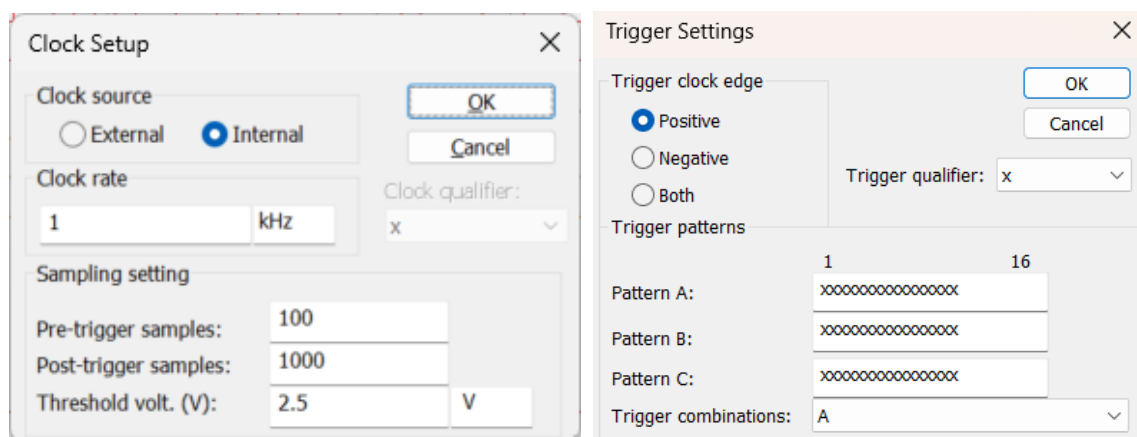 Clock Setup
Clock source
External
Internal
OK
Cancel
Clock rate
1
kHz
Clock qualifier:
x
Sampling setting
Pre-trigger samples:
100
Post-trigger samples:
1000
Threshold volt. (V):
2.5
V
Trigger Settings
Trigger clock edge
Positive
Negative
Both
OK
Cancel
Trigger qualifier:
x
Trigger patterns
1
16
Pattern A:
xxxxxxxxxxxxxxxx
Pattern B:
xxxxxxxxxxxxxxxx
Pattern C:
xxxxxxxxxxxxxxxx
Trigger combinations:
A